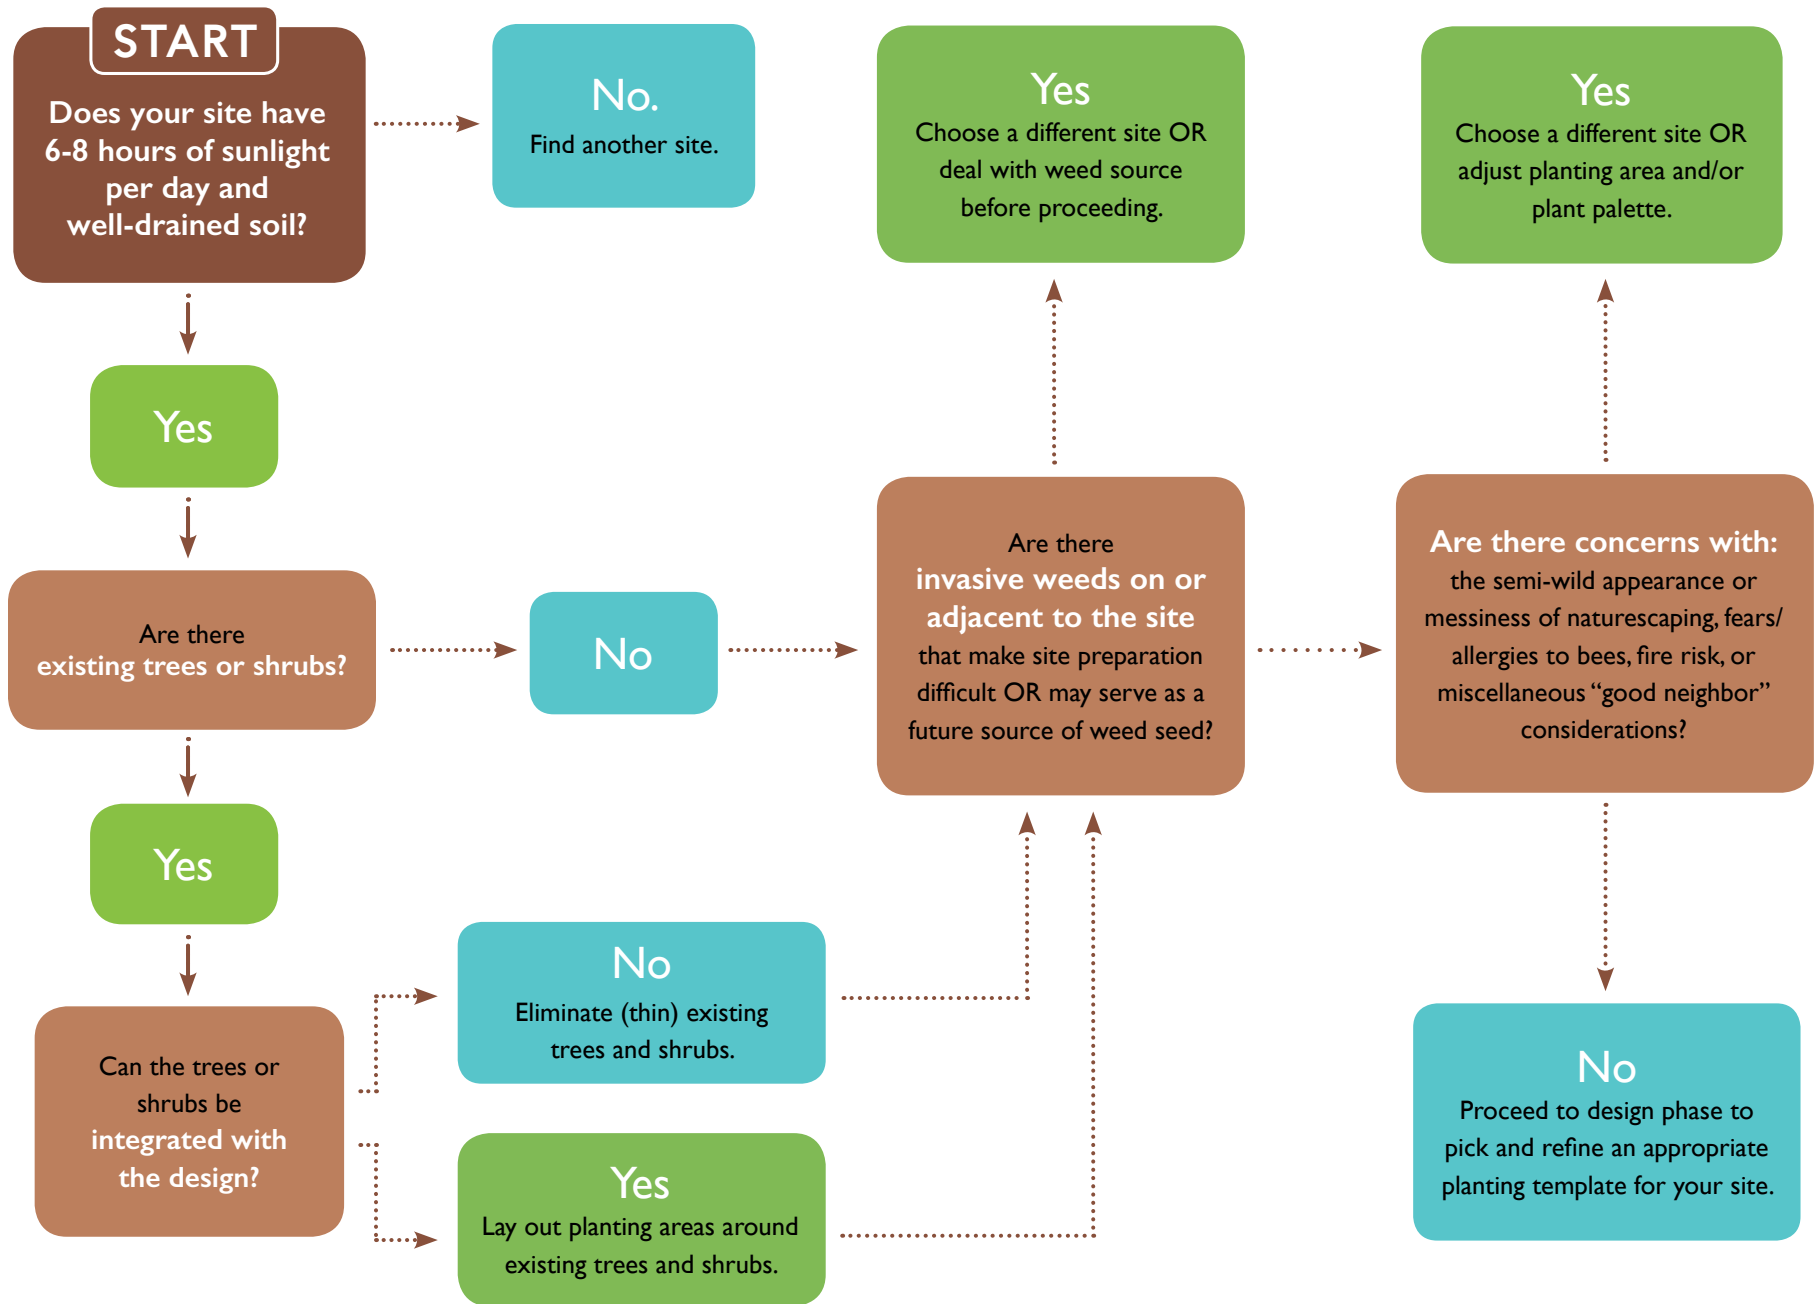 START
Does your site have
6-8 hours of sunlight
per day and
well-drained soil?
No.
Find another site.
Yes
Choose a different site OR
deal with weed source
before proceeding.
Yes
Choose a different site OR
adjust planting area and/or
plant palette.
Yes
Are there
existing trees or shrubs?
No
Are there
invasive weeds on or
adjacent to the site
that make site preparation
difficult OR may serve as a
future source of weed seed?
Are there concerns with:
the semi-wild appearance or
messiness of naturescaping, fears/
allergies to bees, fire risk, or
miscellaneous “good neighbor”
considerations?
Yes
Can the trees or
shrubs be
integrated with
the design?
No
Eliminate (thin) existing
trees and shrubs.
Yes
Lay out planting areas around
existing trees and shrubs.
No
Proceed to design phase to
pick and refine an appropriate
planting template for your site.